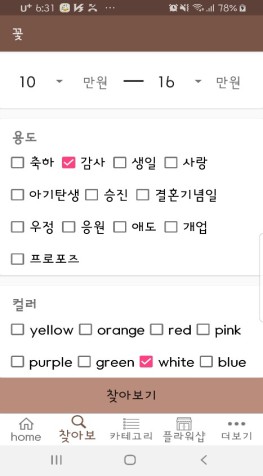 U+ 6:31 ... 78%
꽃
10 만원 — 16 만원
용도
축하 감사 생일 사랑
아기탄생 승진 결혼기념일
우정 응원 애도 개업
프로포즈
컬러
yellow orange red pink
purple green white blue
찾아보기
home 찾아보 카테고리 플라워샵 더보기